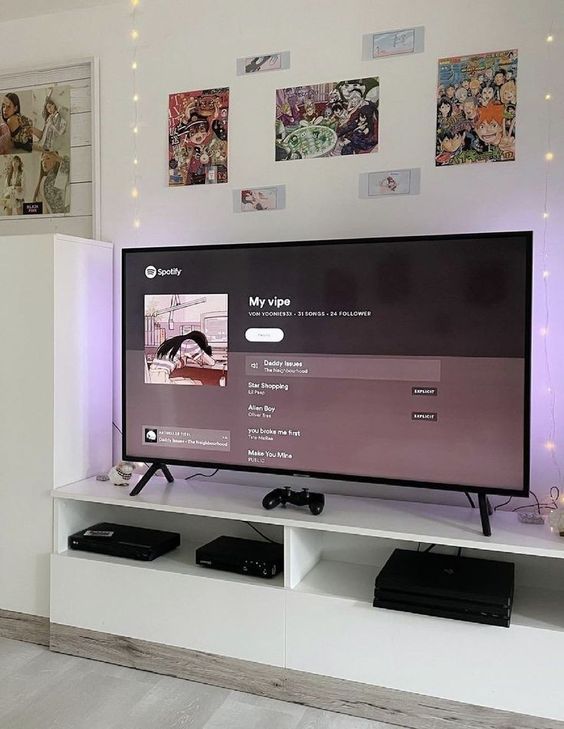 Spotify
My vipe
VON YOONIE93X • 31 SONGS • 24 FOLLOWER
Daddy Issues
The Neighbourhood
Star Shopping
Lil Peep
EXPLICIT
Alien Boy
Oliver Tree
EXPLICIT
you broke me first
Tate McRae
Make You Mine
PUBLIC
Daddy Issues • The Neighbourhood